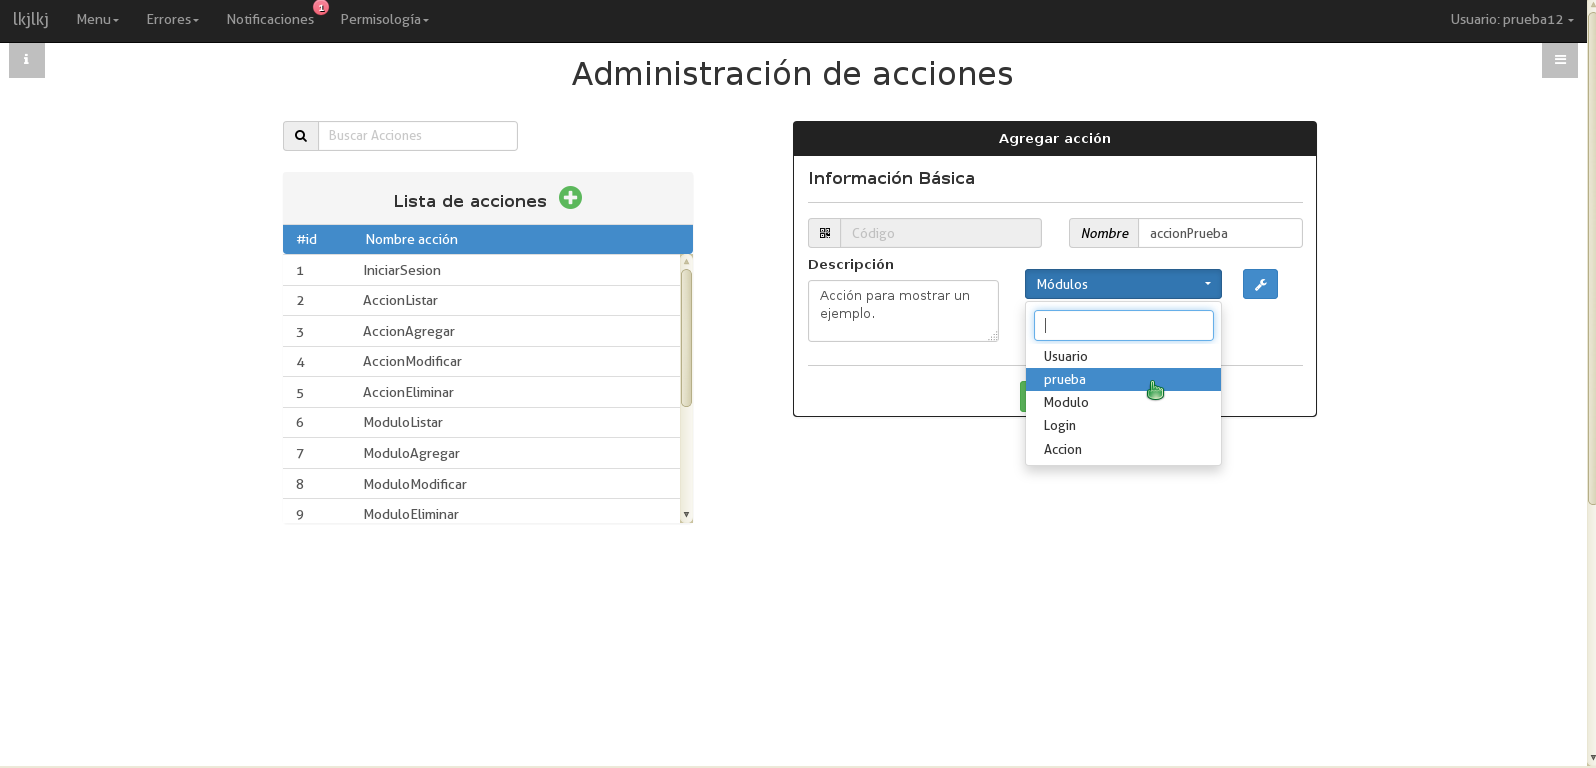 lkjlkj Menu Errores Notificaciones 1 Permisología Usuario: prueba12
Administración de acciones
Buscar Acciones
Lista de acciones
#id Nombre acción
1 IniciarSesion
2 AccionListar
3 AccionAgregar
4 AccionModificar
5 AccionEliminar
6 ModuloListar
7 ModuloAgregar
8 ModuloModificar
9 ModuloEliminar
Agregar acción
Información Básica
Código Nombre accionPrueba
Descripción
Acción para mostrar un
ejemplo.
Módulos
Usuario
prueba
Modulo
Login
Accion